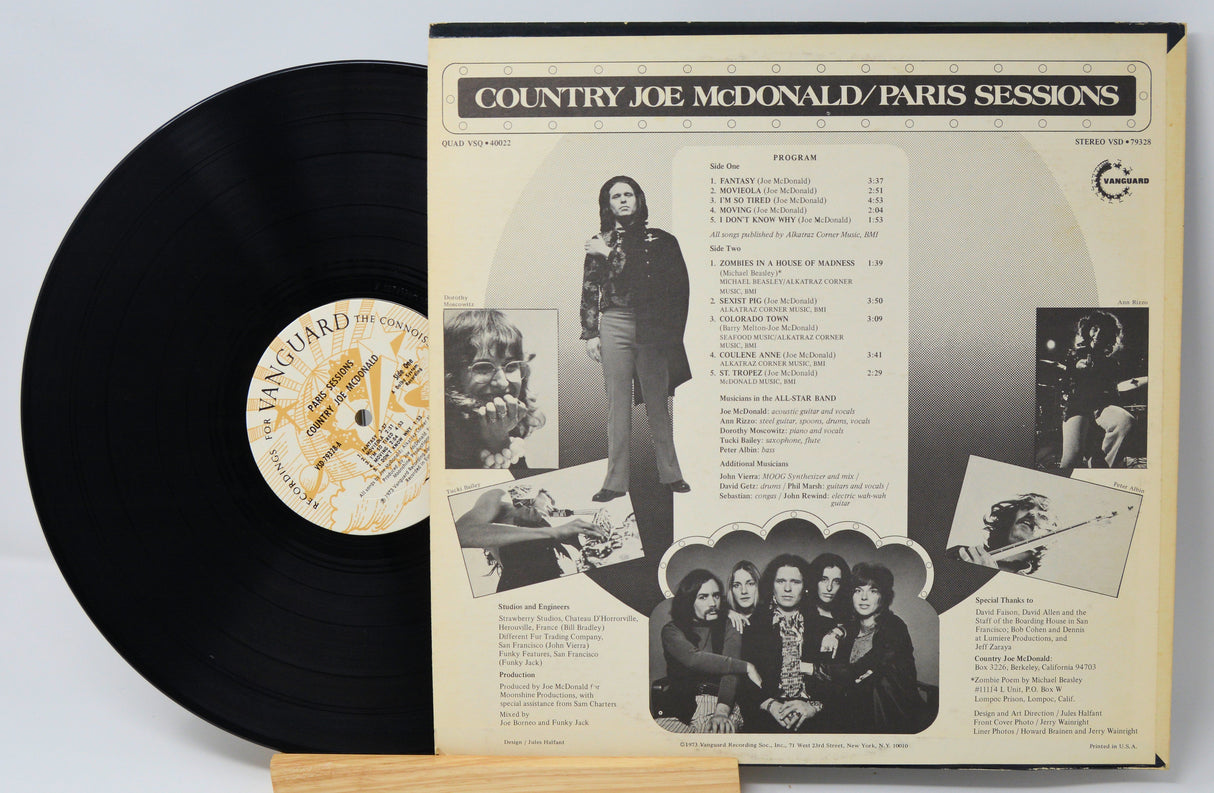 COUNTRY JOE McDONALD/PARIS SESSIONS
QUAD VSQ • 40022
STEREO VSD • 79328
VANGUARD
PROGRAM
Side One
1. FANTASY (Joe McDonald) 3:37
2. MOVIEOLA (Joe McDonald) 2:51
3. I'M SO TIRED (Joe McDonald) 4:53
4. MOVING (Joe McDonald) 2:04
5. I DON'T KNOW WHY (Joe McDonald) 1:53
All songs published by Alkatraz Corner Music, BMI
Side Two
1. ZOMBIES IN A HOUSE OF MADNESS 1:39
(Michael Beasley)*
MICHAEL BEASLEY/ALKATRAZ CORNER
MUSIC, BMI
2. SEXIST PIG (Joe McDonald) 3:50
ALKATRAZ CORNER MUSIC, BMI
3. COLORADO TOWN 3:09
(Barry Melton-Joe McDonald)
SEAFOOD MUSIC/ALKATRAZ CORNER
MUSIC, BMI
4. COULENE ANNE (Joe McDonald) 3:41
ALKATRAZ CORNER MUSIC, BMI
5. ST. TROPEZ (Joe McDonald) 2:29
McDONALD MUSIC, BMI
Musicians in the ALL-STAR BAND
Joe McDonald: acoustic guitar and vocals
Ann Rizzo: steel guitar, spoons, drums, vocals
Dorothy Moscowitz: piano and vocals
Tucki Bailey: saxophone, flute
Peter Albin: bass
Additional Musicians
John Vierra: MOOG Synthesizer and mix /
David Getz: drums / Phil Marsh: guitars and vocals /
Sebastian: congas / John Rewind: electric wah-wah
guitar
Dorothy
Moscowitz
Ann Rizzo
Tucki Bailey
Peter Albin
Studios and Engineers
Strawberry Studios, Chateau D'Horrorville,
Herouville, France (Bill Bradley)
Different Fur Trading Company,
San Francisco (John Vierra)
Funky Features, San Francisco
(Funky Jack)
Production
Produced by Joe McDonald for
Moonshine Productions, with
special assistance from Sam Charters
Mixed by
Joe Borneo and Funky Jack
Design / Jules Halfant
Special Thanks to
David Faison, David Allen and the
Staff of the Boarding House in San
Francisco; Bob Cohen and Dennis
at Lumiere Productions, and
Jeff Zaraya
Country Joe McDonald:
Box 3226, Berkeley, California 94703
*Zombie Poem by Michael Beasley
#11114 L Unit, P.O. Box W
Lompoc Prison, Lompoc, Calif.
Design and Art Direction / Jules Halfant
Front Cover Photo / Jerry Wainright
Liner Photos / Howard Brainen and Jerry Wainright
©1973 Vanguard Recording Soc., Inc., 71 West 23rd Street, New York, N.Y. 10010
Printed in U.S.A.
RECORDINGS FOR VANGUARD THE CONNOIS
PARIS SESSIONS
COUNTRY JOE MCDONALD
Side One
VSD-79328-A